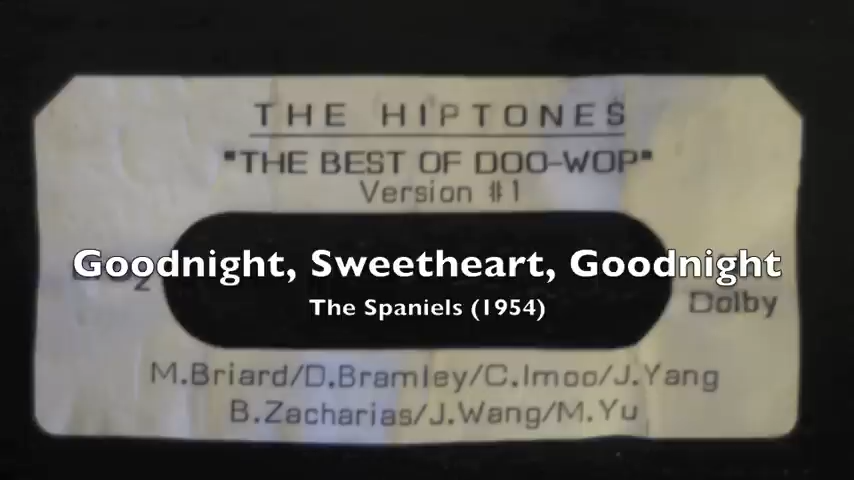 THE HIPTONES
"THE BEST OF DOO-WOP"
Version #1
Goodnight, Sweetheart, Goodnight
The Spaniels (1954)
Dolby
M.Briard/D.Bramley/C.Imoo/J.Yang
B.Zacharias/J.Wang/M.Yu